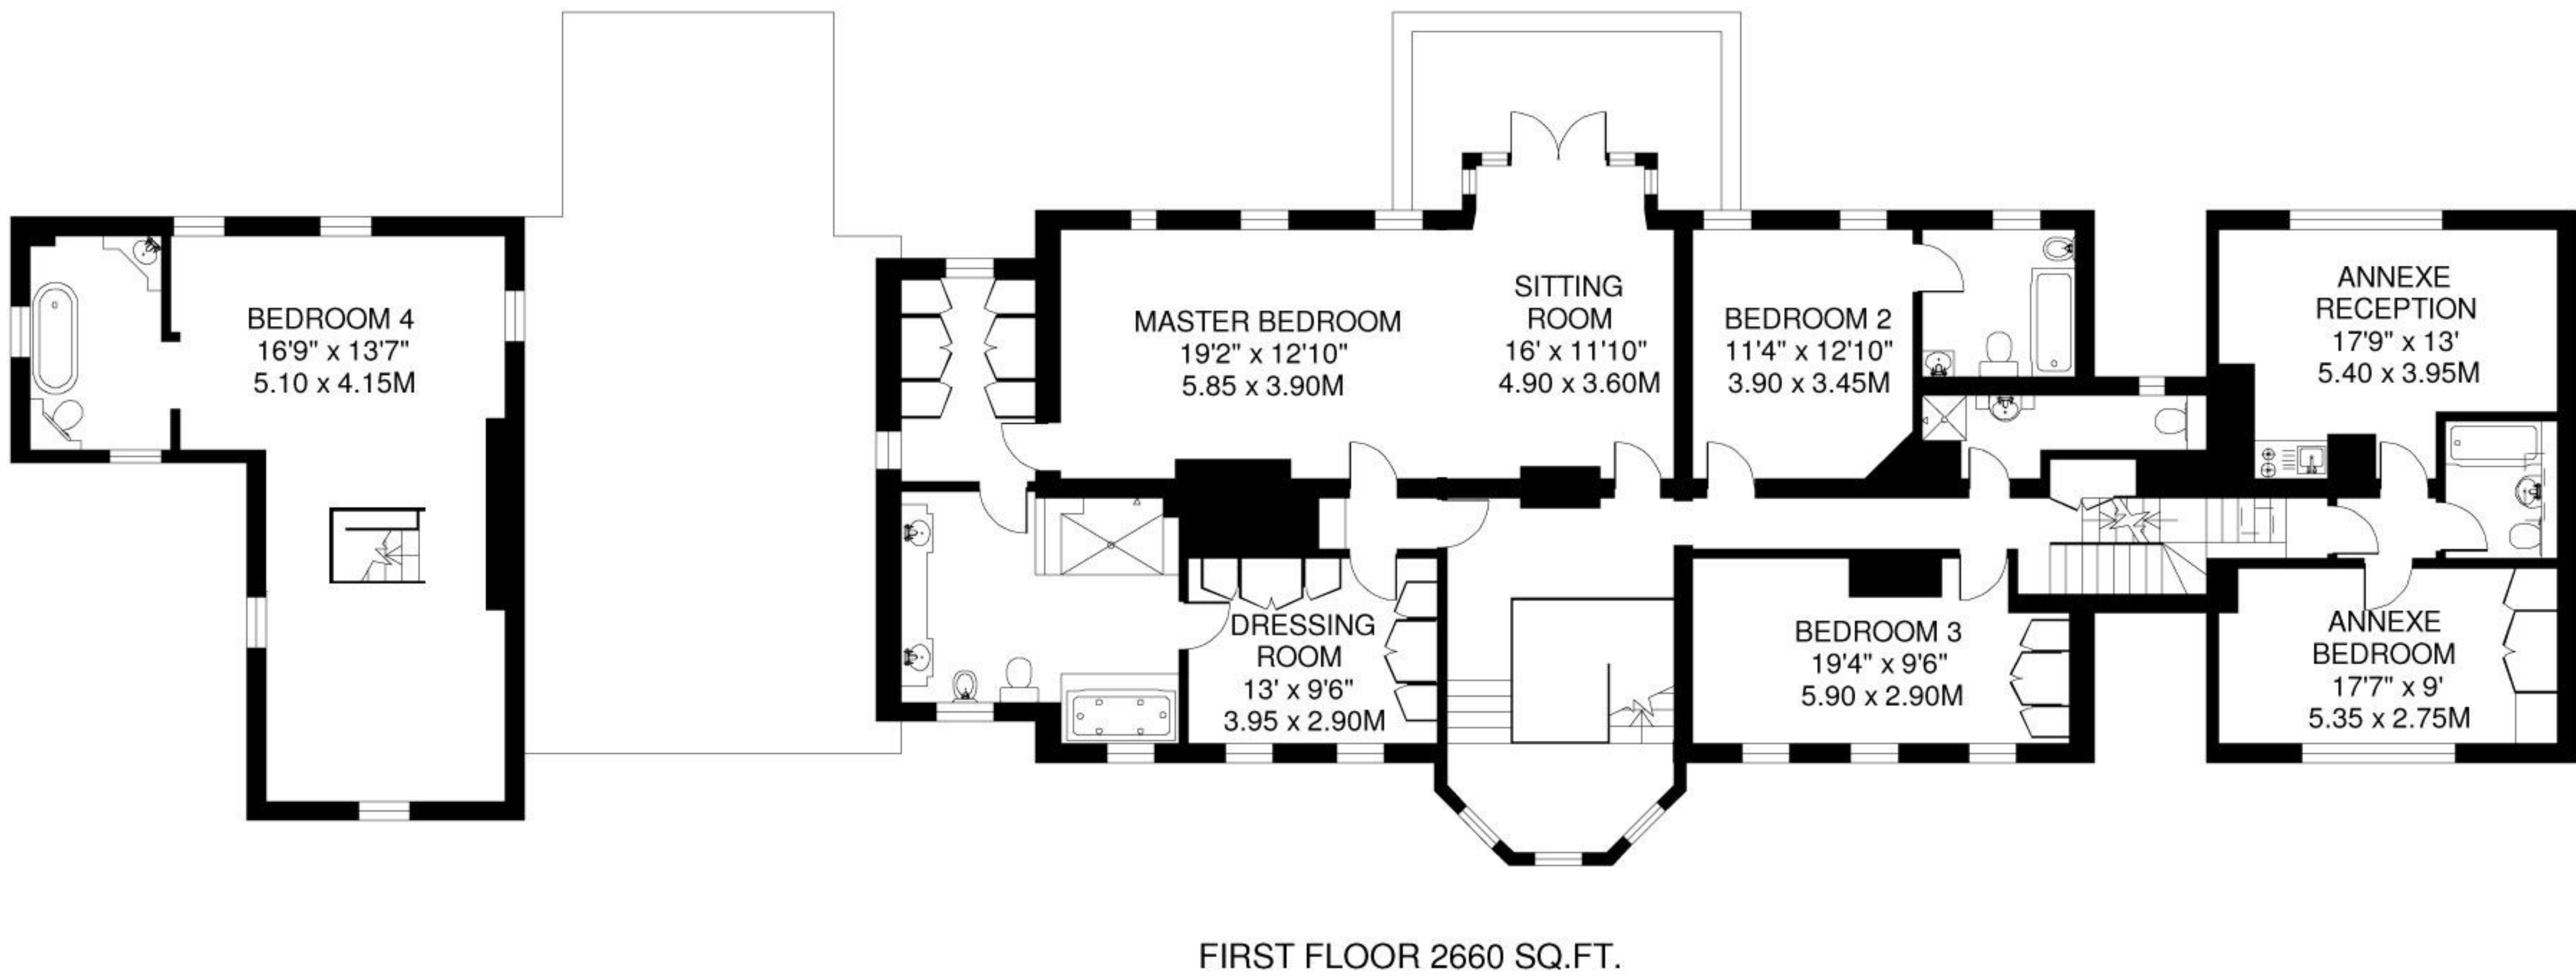 BEDROOM 4
16'9" x 13'7"
5.10 x 4.15M
MASTER BEDROOM
19'2" x 12'10"
5.85 x 3.90M
SITTING
ROOM
16' x 11'10"
4.90 x 3.60M
BEDROOM 2
11'4" x 12'10"
3.90 x 3.45M
ANNEXE
RECEPTION
17'9" x 13'
5.40 x 3.95M
DRESSING
ROOM
13' x 9'6"
3.95 x 2.90M
BEDROOM 3
19'4" x 9'6"
5.90 x 2.90M
ANNEXE
BEDROOM
17'7" x 9'
5.35 x 2.75M
FIRST FLOOR 2660 SQ.FT.